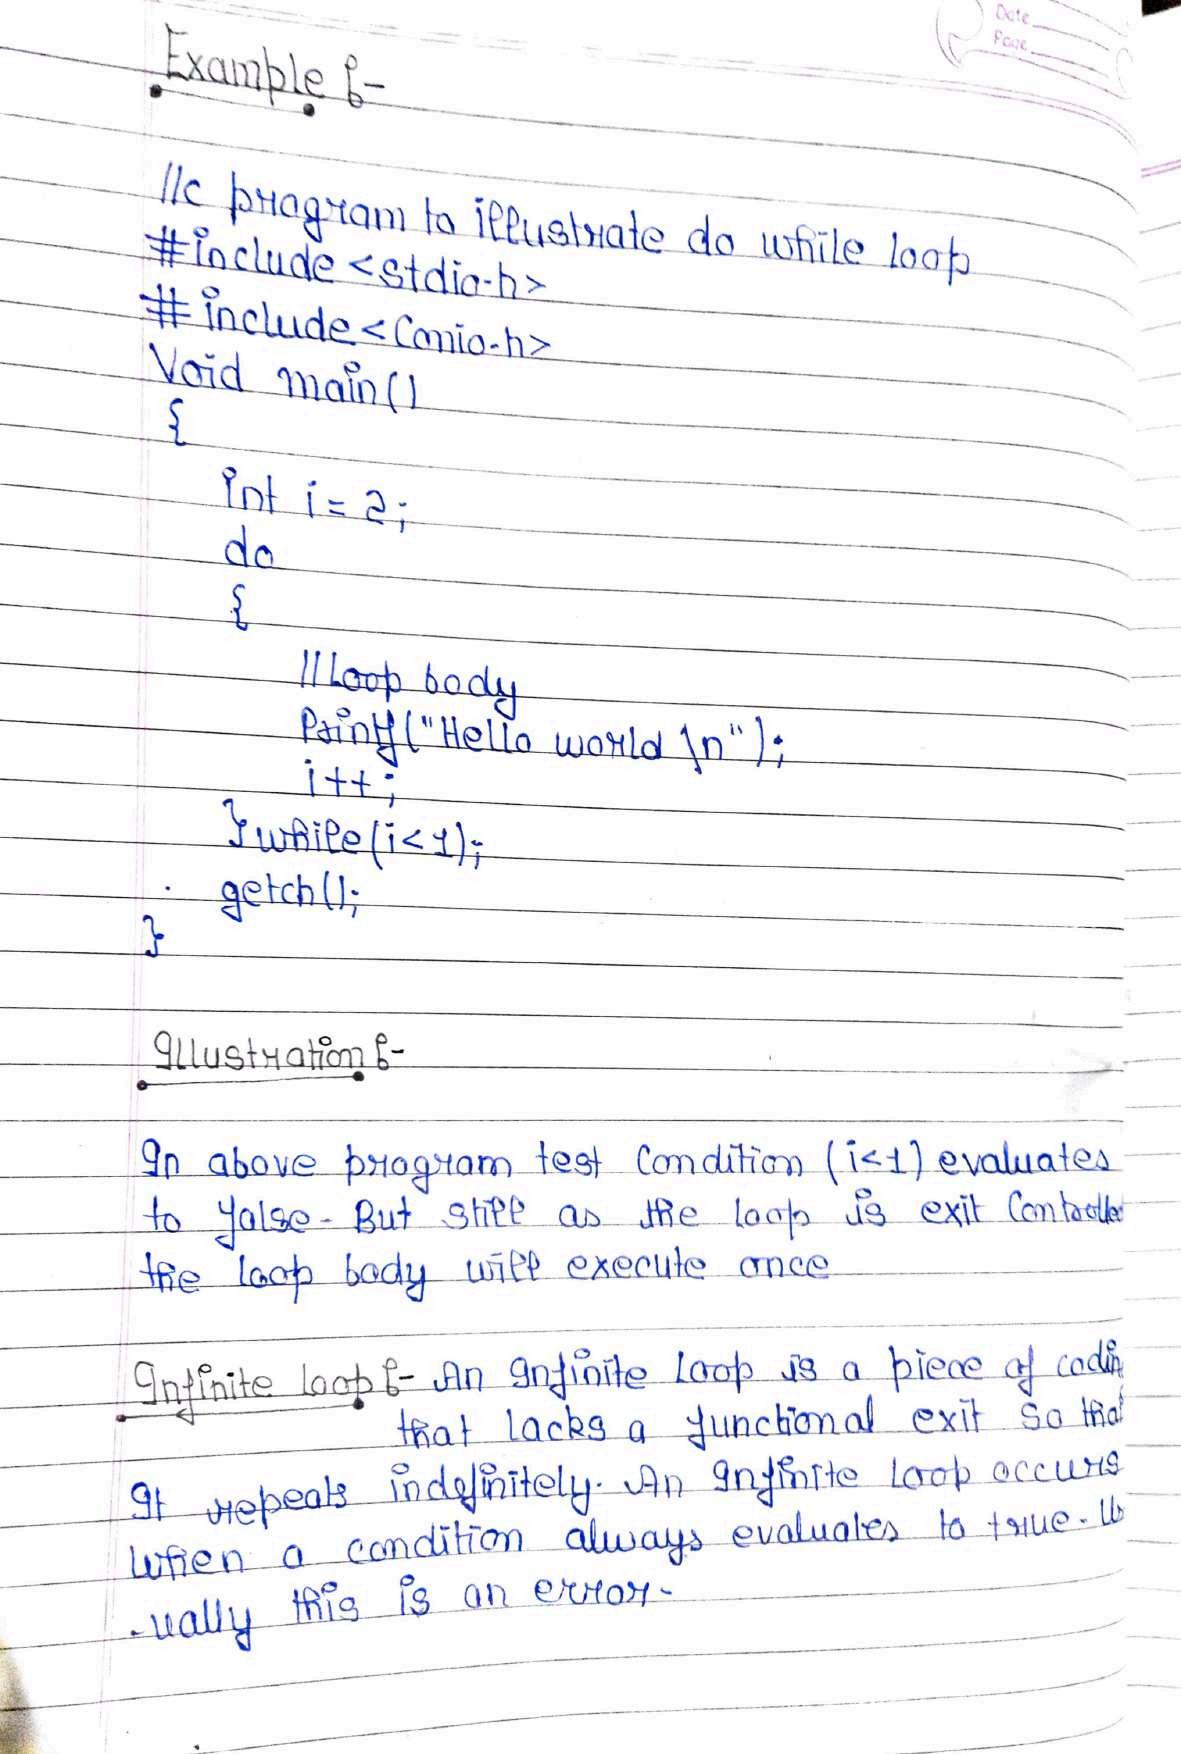 Date
Page
Example :-
//c program to illustrate do while loop
#include <stdio.h>
# include <Conio.h>
Void main()
{
int i = 2;
do
{
//Loop body
Printf("Hello world \n");
i++;
}while(i<1);
getch();
}
Illustration :-
In above program test Condition (i<1) evaluates
to false. But still as the loop is exit Controlled
the loop body will execute once
Infinite loop :- An Infinite Loop is a piece of codin
that lacks a functional exit so that
It repeats indefinitely. An Infinite Loop occurs
When a condition always evaluates to true. Us
-ually this is an error.